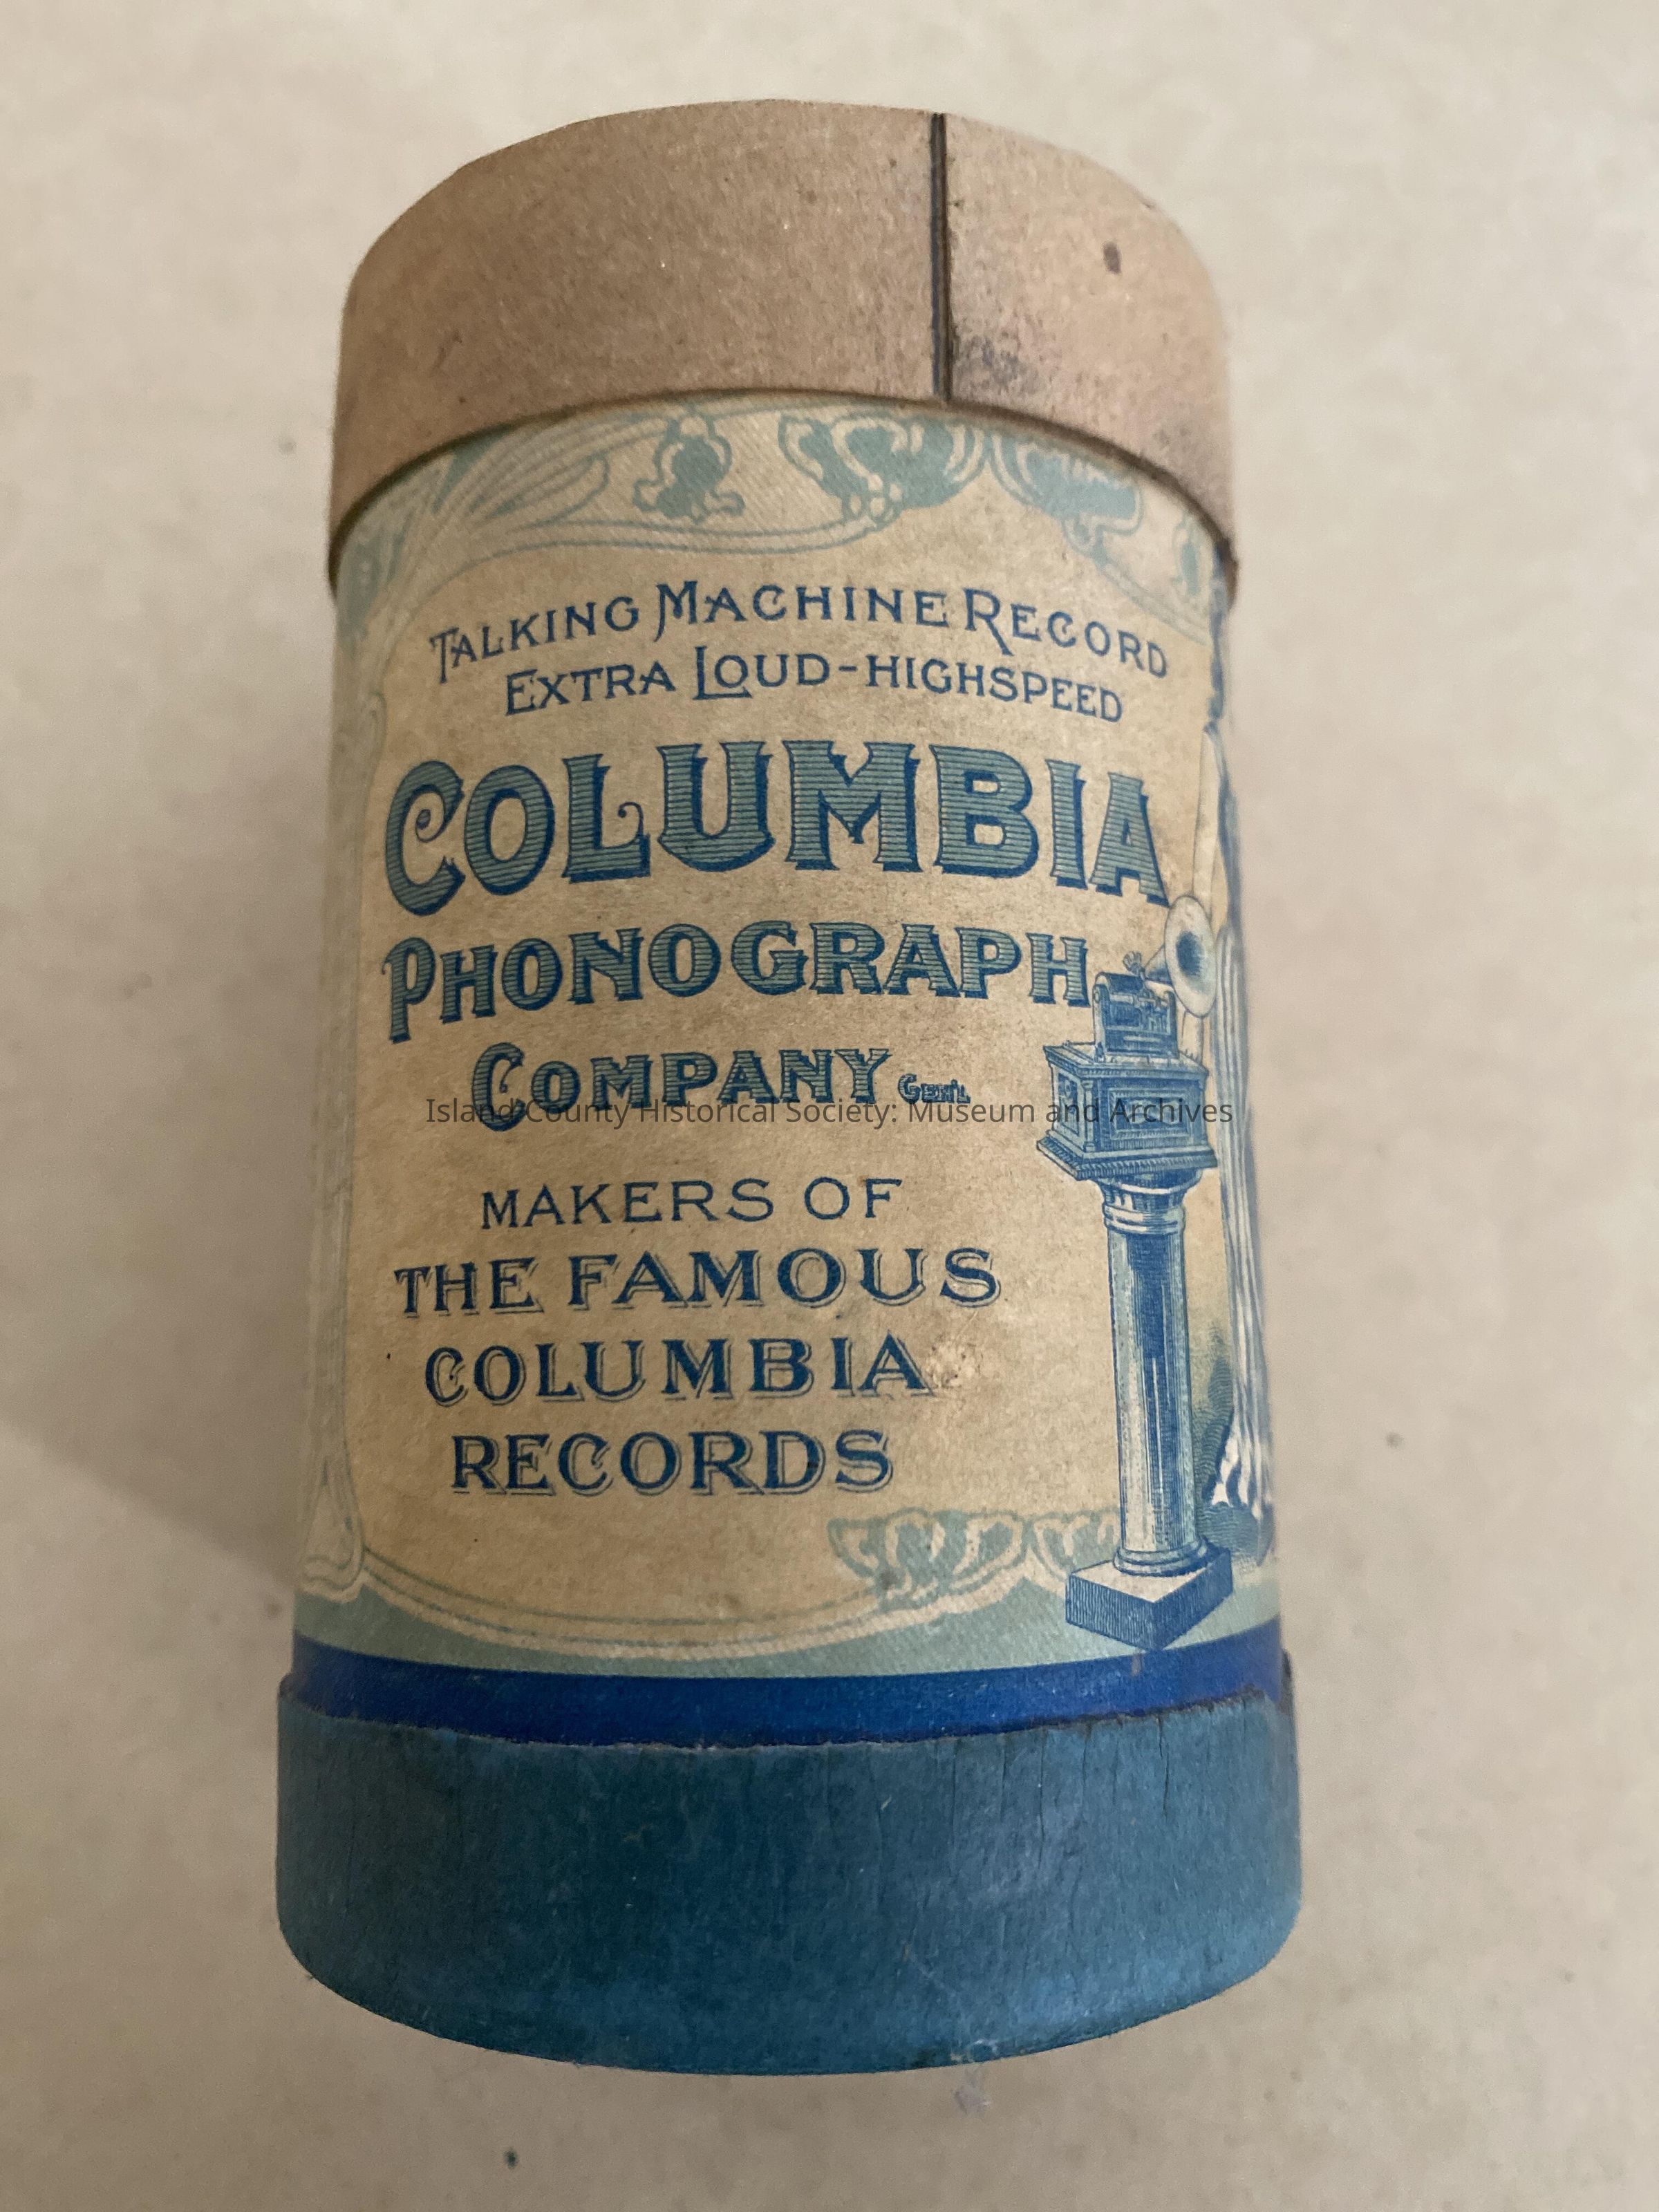 TALKING MACHINE RECORD
EXTRA LOUD-HIGHSPEED
COLUMBIA
PHONOGRAPH
COMPANY GEN'L
Island County Historical Society: Museum and Archives
MAKERS OF
THE FAMOUS
COLUMBIA
RECORDS